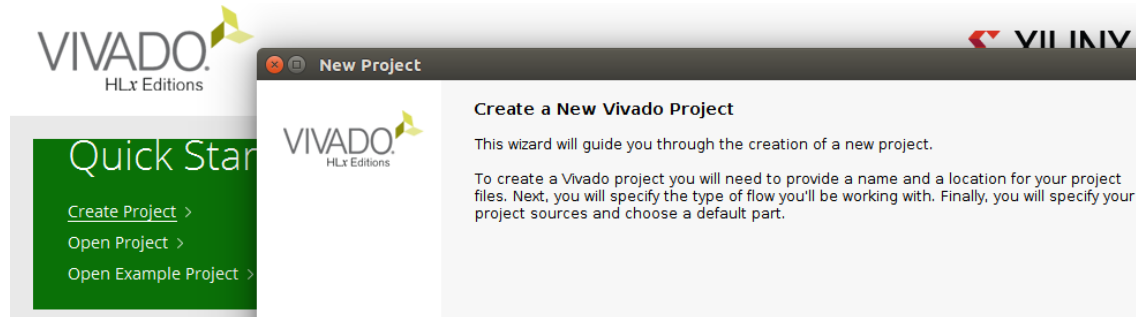 VIVADO.
HLx Editions
New Project
Quick Star
Create Project >
Open Project >
Open Example Project >
VIVADO.
HLx Editions
Create a New Vivado Project
This wizard will guide you through the creation of a new project.
To create a Vivado project you will need to provide a name and a location for your project
files. Next, you will specify the type of flow you'll be working with. Finally, you will specify your
project sources and choose a default part.